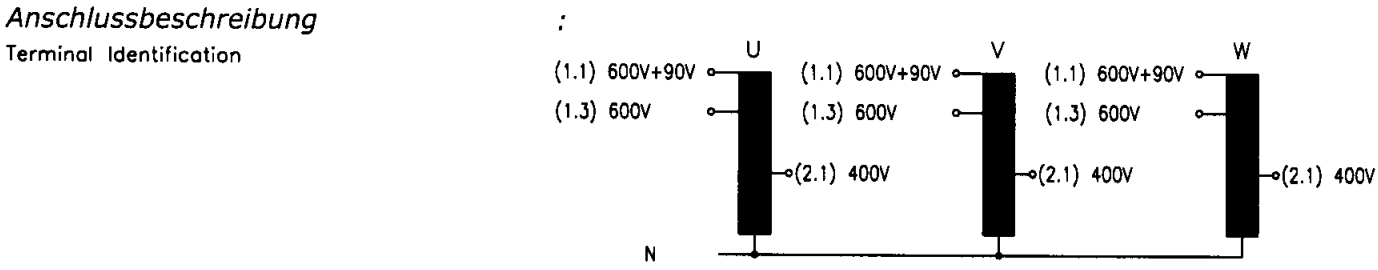 Anschlussbeschreibung :
Terminal Identification
U V W
(1.1) 600V+90V (1.1) 600V+90V (1.1) 600V+90V
(1.3) 600V (1.3) 600V (1.3) 600V
(2.1) 400V (2.1) 400V (2.1) 400V
N